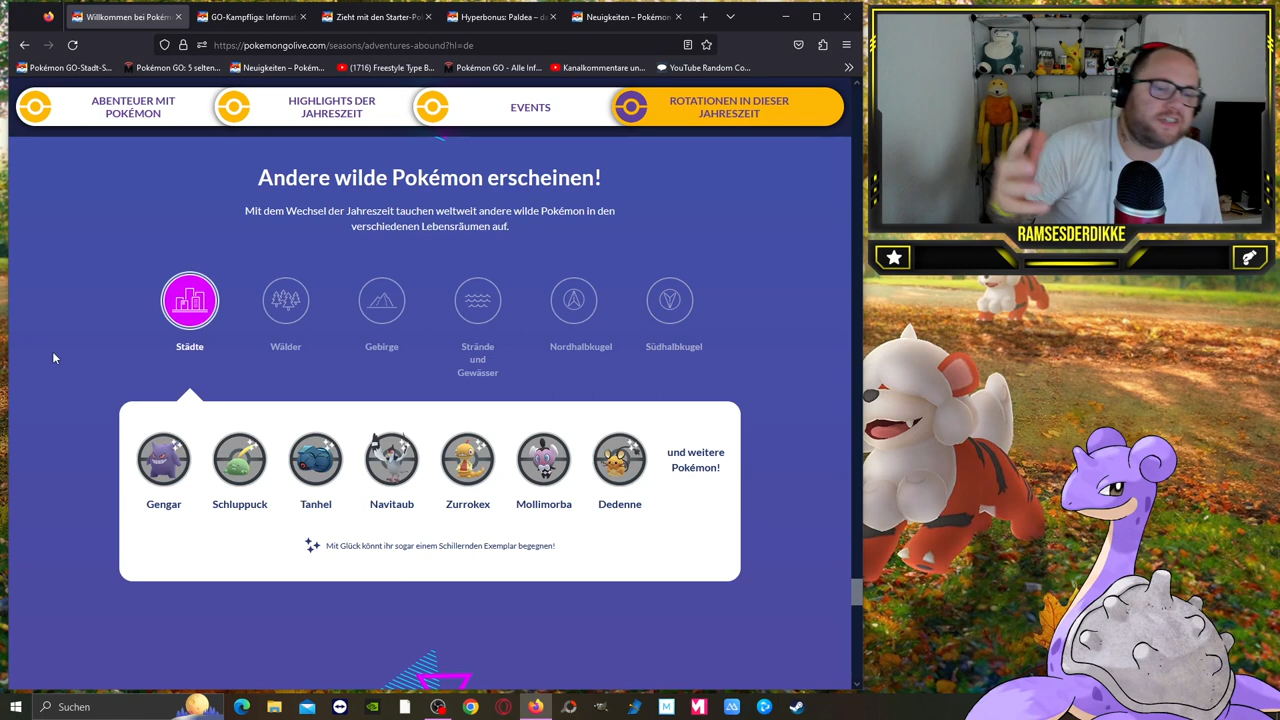 Willkommen bei Pokémo
GO-Kampfliga: Informat
Zieht mit den Starter-Po
Hyperbonus: Paldea – da
Neuigkeiten – Pokémon
https://pokemongolive.com/seasons/adventures-abound?hl=de
Pokémon GO-Stadt-S...
Pokémon GO: 5 selten...
Neuigkeiten – Pokém...
(1716) Freestyle Type B...
Pokémon GO - Alle Inf...
Kanalkommentare un...
YouTube Random Co...
ABENTEUER MIT
POKÉMON
HIGHLIGHTS DER
JAHRESZEIT
EVENTS
ROTATIONEN IN DIESER
JAHRESZEIT
Andere wilde Pokémon erscheinen!
Mit dem Wechsel der Jahreszeit tauchen weltweit andere wilde Pokémon in den
verschiedenen Lebensräumen auf.
Städte
Wälder
Gebirge
Strände
und
Gewässer
Nordhalbkugel
Südhalbkugel
Gengar
Schluppuck
Tanhel
Navitaub
Zurrokex
Mollimorba
Dedenne
und weitere
Pokémon!
Mit Glück könnt ihr sogar einem Schillernden Exemplar begegnen!
RAMSESDERDIKKE
Suchen